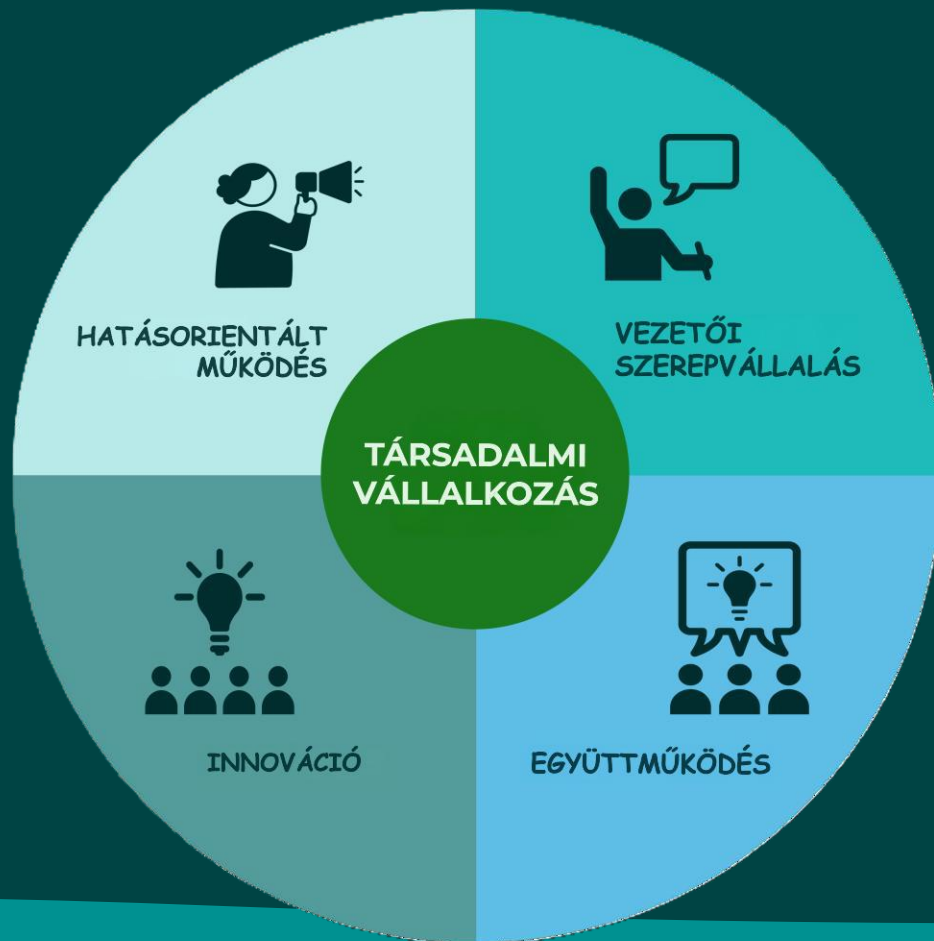 HATÁSORIENTÁLT
MŰKÖDÉS
VEZETŐI
SZEREPVÁLLALÁS
TÁRSADALMI
VÁLLALKOZÁS
INNOVÁCIÓ
EGYÜTTMŰKÖDÉS